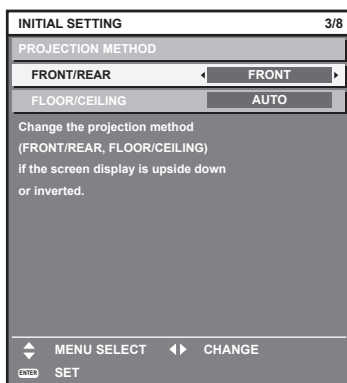 INITIAL SETTING 3/8
PROJECTION METHOD
FRONT/REAR FRONT
FLOOR/CEILING AUTO
Change the projection method
(FRONT/REAR, FLOOR/CEILING)
if the screen display is upside down
or inverted.
MENU SELECT CHANGE
ENTER SET